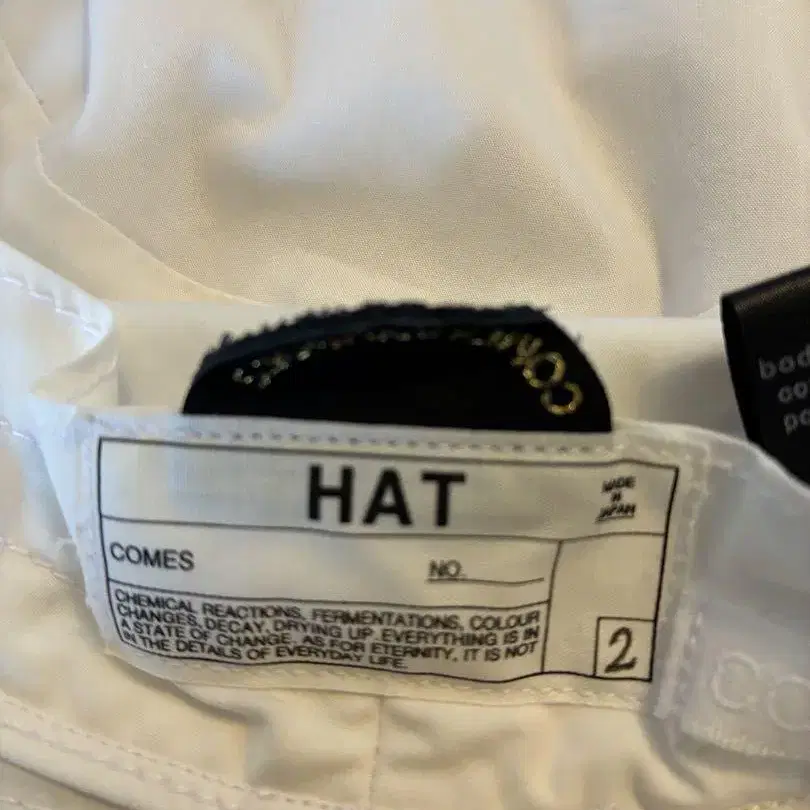 HAT
MADE
IN
JAPAN
COMES NO.
CHEMICAL REACTIONS, FERMENTATIONS, COLOUR
CHANGES, DECAY, DRYING UP. EVERYTHING IS IN
A STATE OF CHANGE. AS FOR ETERNITY, IT IS NOT
IN THE DETAILS OF EVERYDAY LIFE.
2